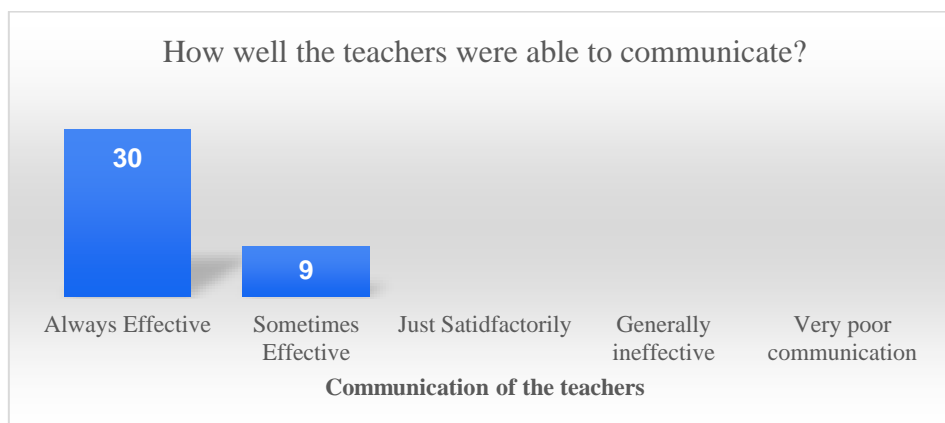 How well the teachers were able to communicate?
30
9
Always Effective
Sometimes
Effective
Just Satidfactorily
Generally
ineffective
Very poor
communication
Communication of the teachers